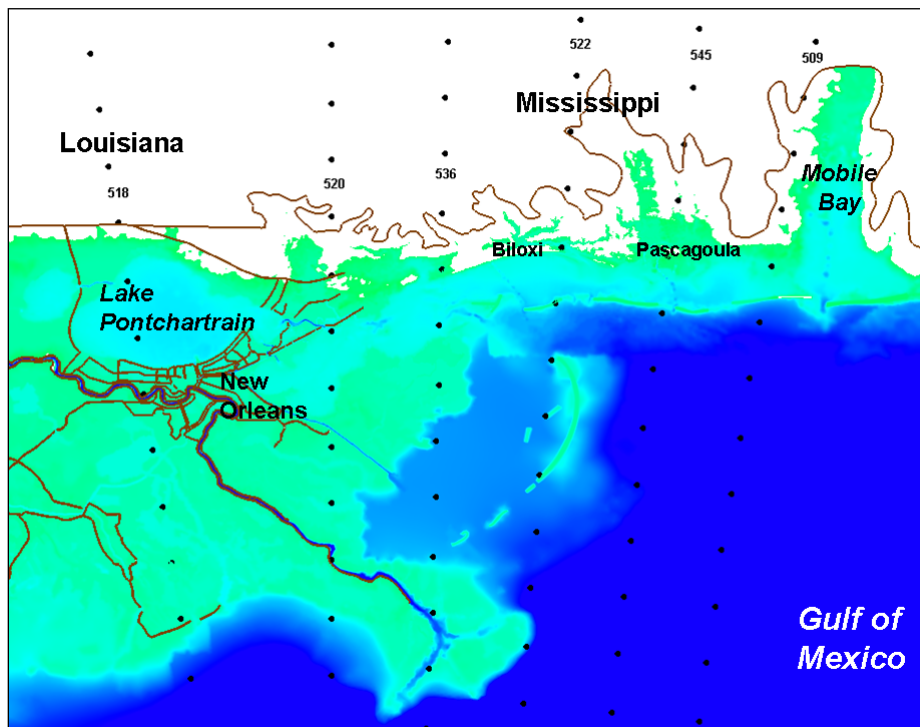 522
545
509
Mississippi
Louisiana
Mobile
Bay
536
520
518
Biloxi
Pascagoula
Lake
Pontchartrain
New
Orleans
Gulf of
Mexico